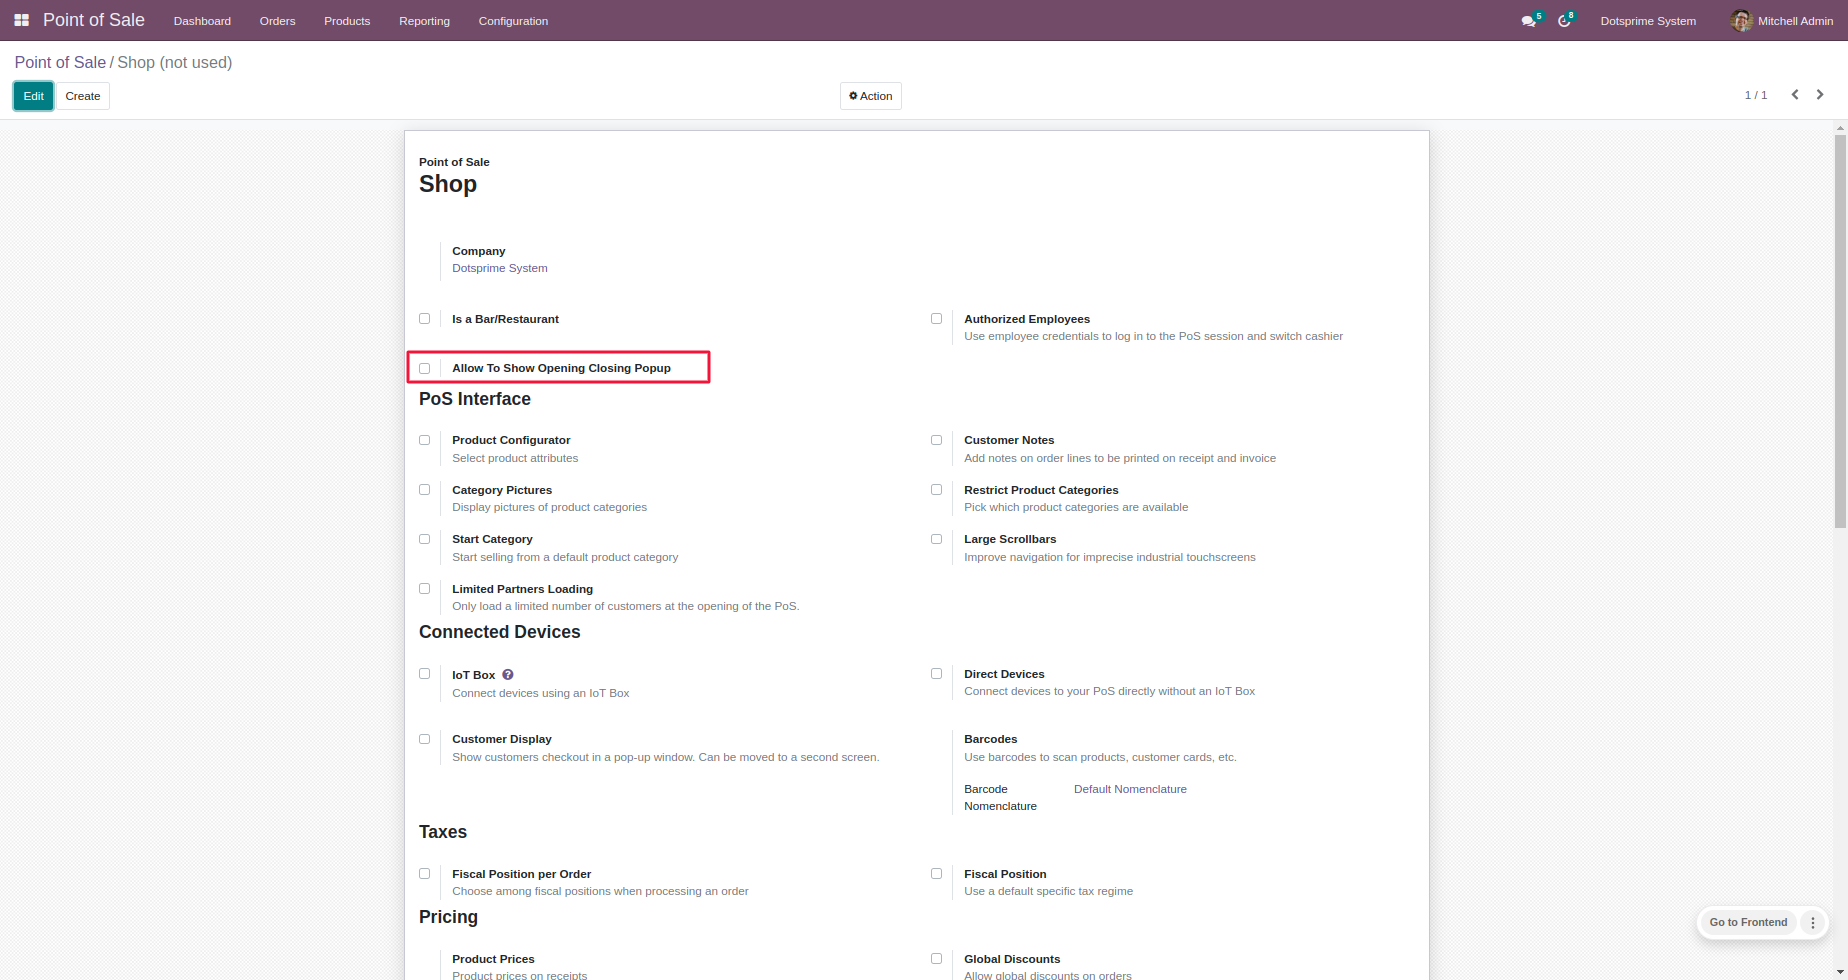 Point of Sale Dashboard Orders Products Reporting Configuration 5 8 Dotsprime System Mitchell Admin
Point of Sale / Shop (not used)
Edit Create Action 1 / 1
Point of Sale
Shop
Company
Dotsprime System
Is a Bar/Restaurant
Authorized Employees
Use employee credentials to log in to the PoS session and switch cashier
Allow To Show Opening Closing Popup
PoS Interface
Product Configurator
Select product attributes
Customer Notes
Add notes on order lines to be printed on receipt and invoice
Category Pictures
Display pictures of product categories
Restrict Product Categories
Pick which product categories are available
Start Category
Start selling from a default product category
Large Scrollbars
Improve navigation for imprecise industrial touchscreens
Limited Partners Loading
Only load a limited number of customers at the opening of the PoS.
Connected Devices
IoT Box ?
Connect devices using an IoT Box
Direct Devices
Connect devices to your PoS directly without an IoT Box
Customer Display
Show customers checkout in a pop-up window. Can be moved to a second screen.
Barcodes
Use barcodes to scan products, customer cards, etc.
Barcode Nomenclature Default Nomenclature
Taxes
Fiscal Position per Order
Choose among fiscal positions when processing an order
Fiscal Position
Use a default specific tax regime
Pricing
Go to Frontend
Product Prices
Product prices on receipts
Global Discounts
Allow global discounts on orders